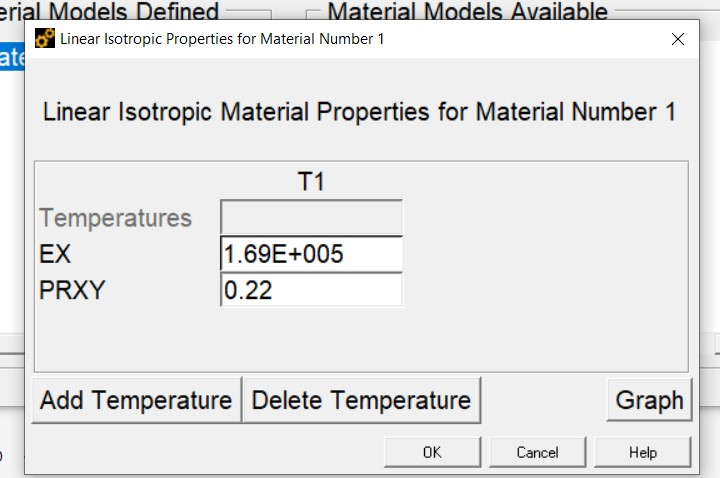 erial Models Defined
Material Models Available
ate
Linear Isotropic Properties for Material Number 1
Linear Isotropic Material Properties for Material Number 1
T1
Temperatures
EX 1.69E+005
PRXY 0.22
Add Temperature Delete Temperature Graph
OK Cancel Help